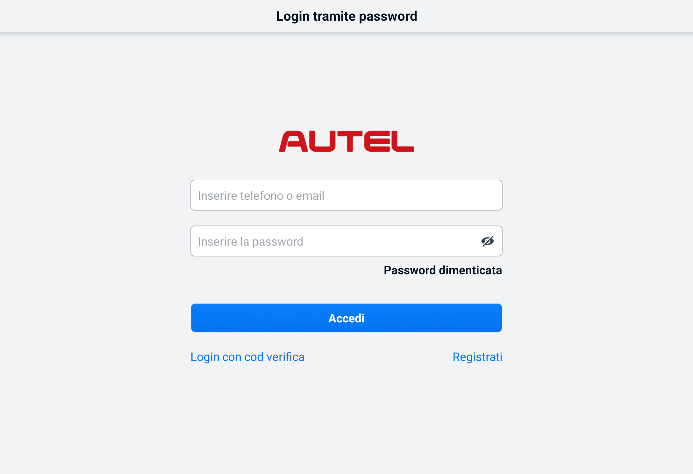 Login tramite password
AUTEL
Inserire telefono o email
Inserire la password
Password dimenticata
Accedi
Login con cod verifica
Registrati